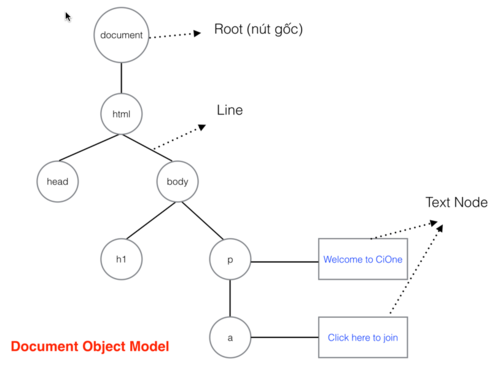 document
Root (nút gốc)
html
Line
head
body
Text Node
h1
p
Welcome to CiOne
a
Click here to join
Document Object Model